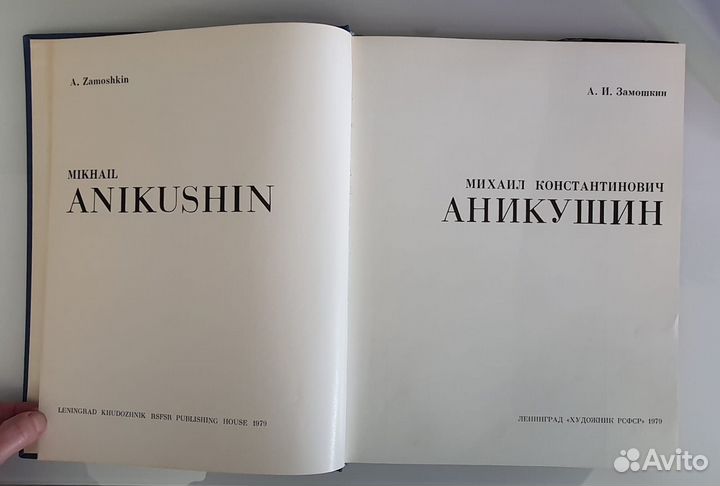 A. Zamoshkin
MIKHAIL
ANIKUSHIN
LENINGRAD KHUDOZHNIK RSFSR PUBLISHING HOUSE 1979
А. И. Замошкин
МИХАИЛ КОНСТАНТИНОВИЧ
АНИКУШИН
ЛЕНИНГРАД «ХУДОЖНИК РСФСР» 1979
Avito